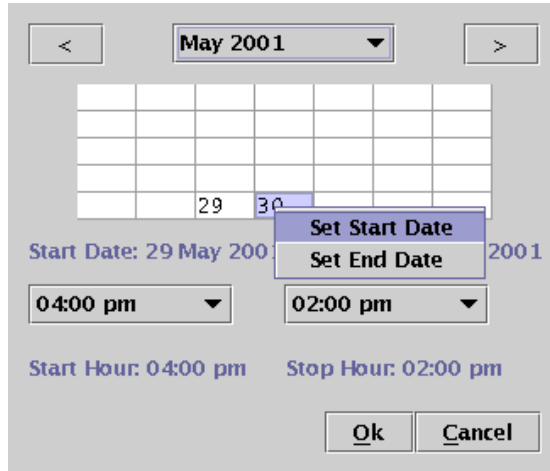 < May 2001 >
29 30
Set Start Date
Start Date: 29 May 2001 2001
Set End Date
04:00 pm 02:00 pm
Start Hour: 04:00 pm Stop Hour: 02:00 pm
Ok Cancel